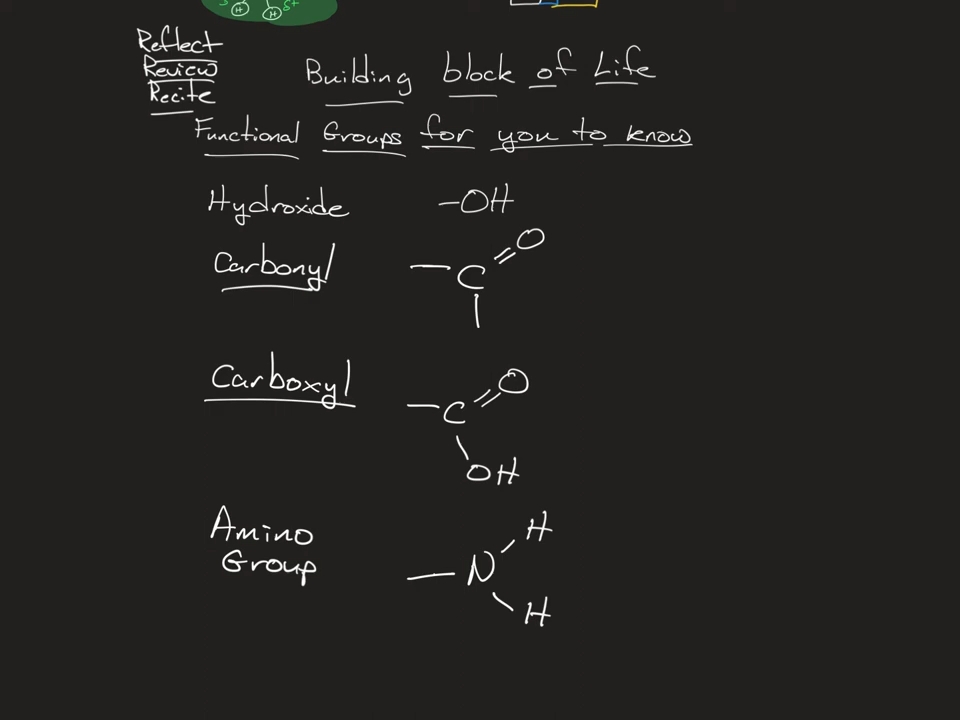 H H δ+
Reflect
Review
Recite
Building block of Life
Functional Groups for you to know
Hydroxide -OH
Carbonyl
O
C
Carboxyl
O
C
OH
Amino
Group
H
N
H